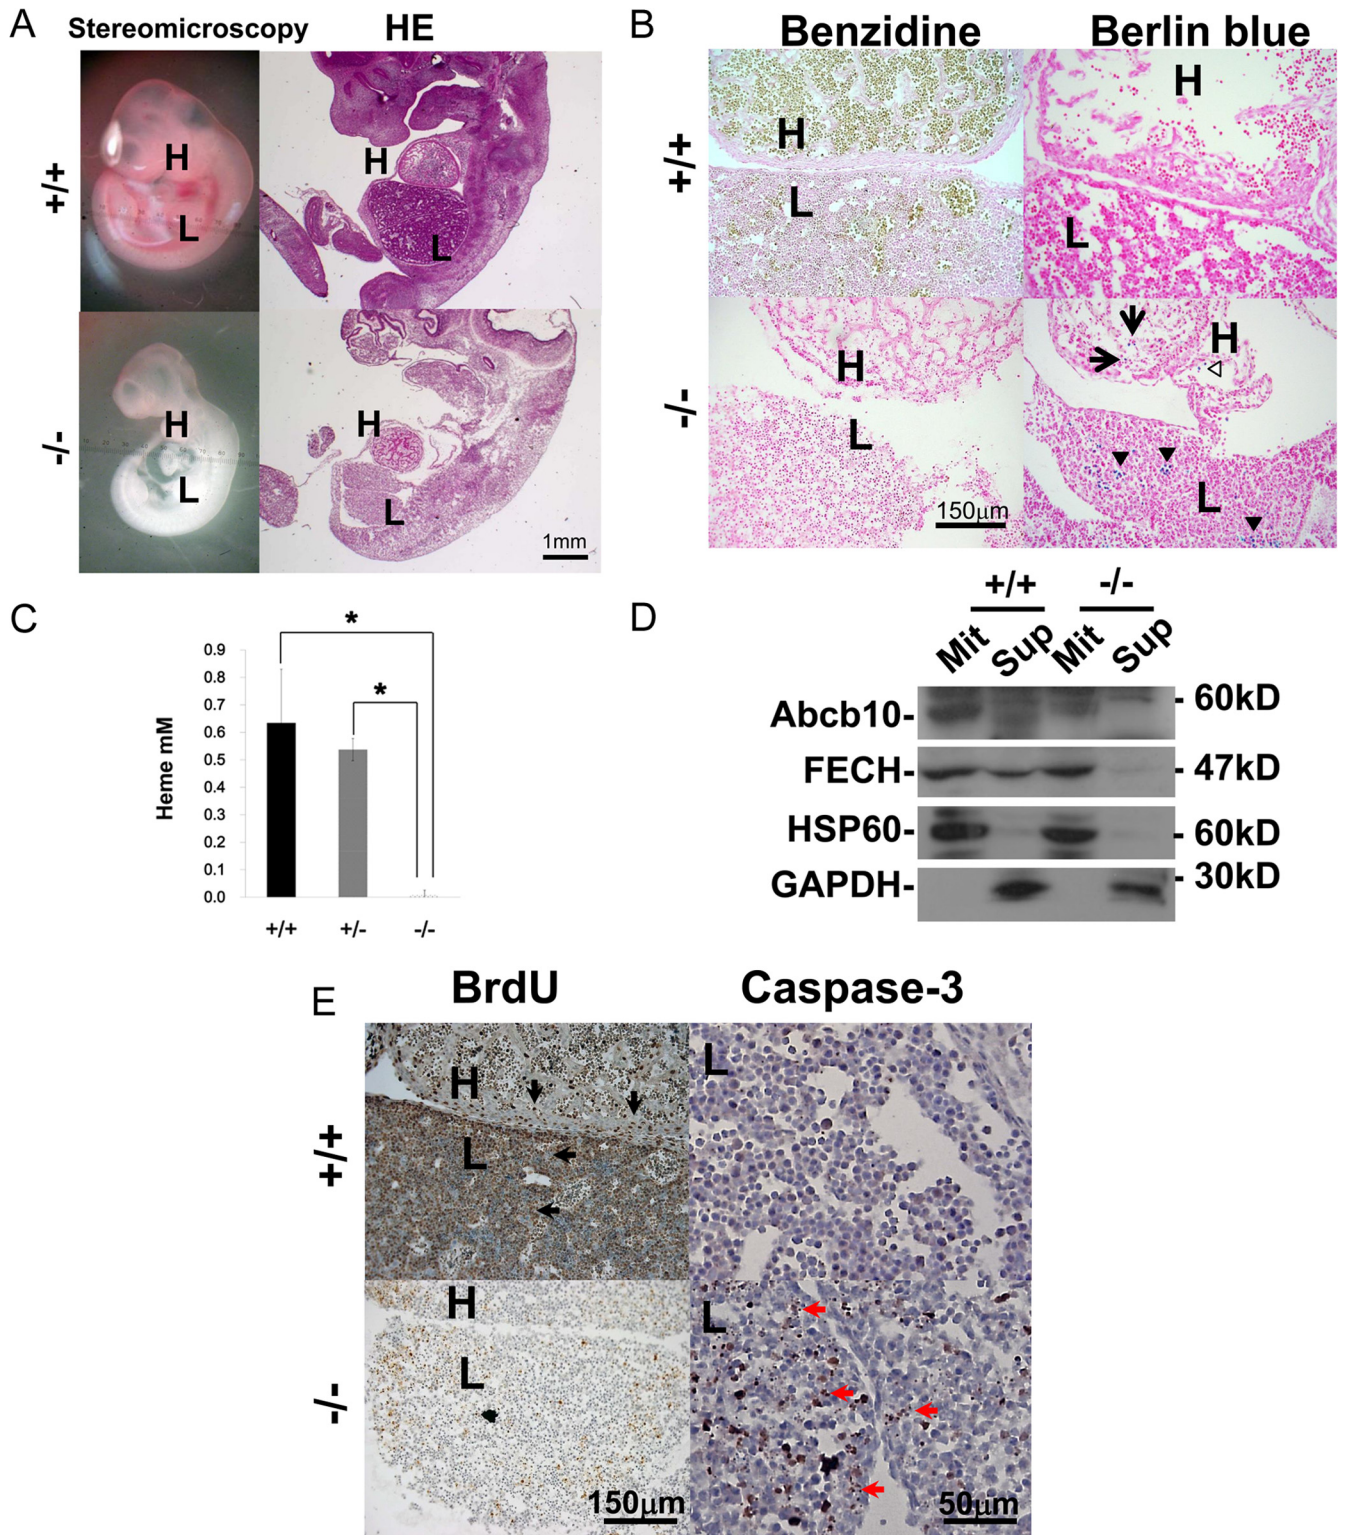 A
Stereomicroscopy
HE
+/+
H
L
H
L
-/-
H
L
H
L
1mm
B
Benzidine
Berlin blue
+/+
H
L
H
L
-/-
H
L
150μm
H
L
C
Heme mM
0.9
0.8
0.7
0.6
0.5
0.4
0.3
0.2
0.1
0.0
*
*
+/+
+/-
-/-
D
+/+
-/-
Mit
Sup
Mit
Sup
Abcb10-
- 60kD
FECH-
- 47kD
HSP60-
- 60kD
GAPDH-
- 30kD
E
BrdU
Caspase-3
+/+
H
L
L
-/-
H
L
150μm
L
50μm